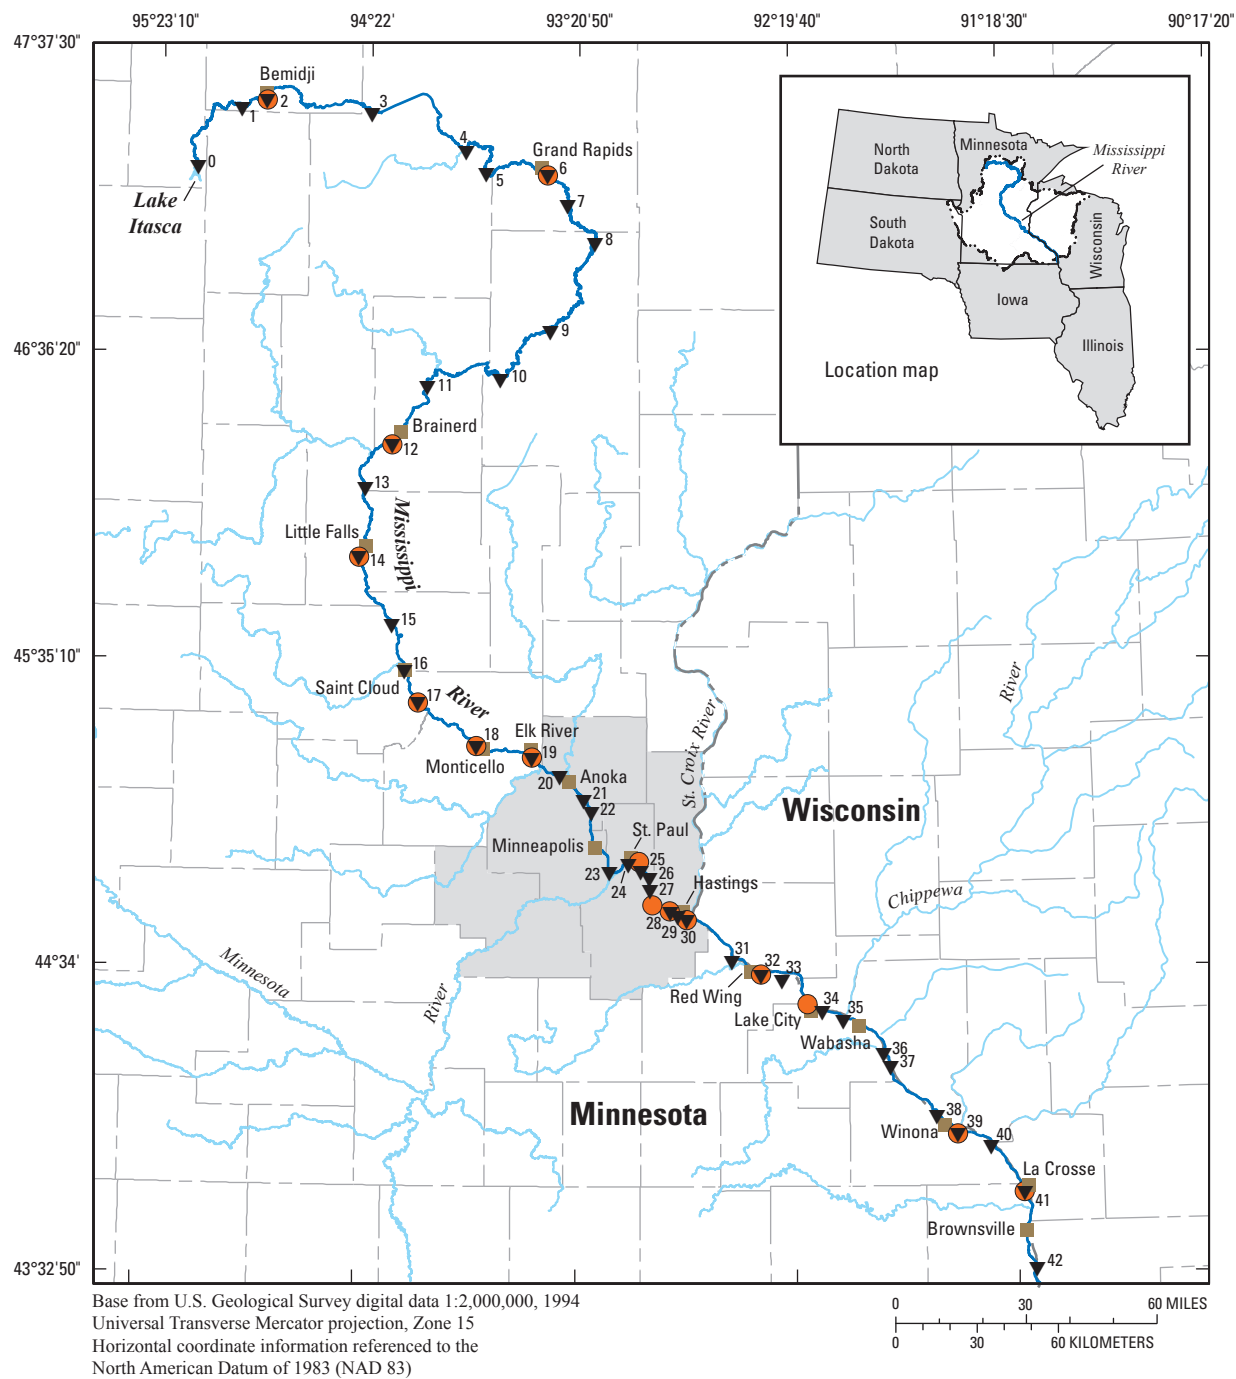 95°23'10"
94°22'
93°20'50"
92°19'40"
91°18'30"
90°17'20"
47°37'30"
46°36'20"
45°35'10"
44°34'
43°32'50"
Bemidji
1
2
3
0
Lake
Itasca
4
5
Grand Rapids
6
7
8
9
10
11
Brainerd
12
13
Mississippi
Little Falls
14
15
16
Saint Cloud
17
River
18
Monticello
Elk River
19
20
Anoka
21
22
Minneapolis
St. Paul
23
24
25
26
27
Hastings
28
29
30
St. Croix River
Wisconsin
River
Chippewa
Minnesota
River
31
32
33
Red Wing
Lake City
34
35
Wabasha
36
37
Minnesota
38
39
Winona
40
La Crosse
41
Brownsville
42
North
Dakota
Minnesota
Mississippi
River
South
Dakota
Wisconsin
Iowa
Illinois
Location map
Base from U.S. Geological Survey digital data 1:2,000,000, 1994
Universal Transverse Mercator projection, Zone 15
Horizontal coordinate information referenced to the
North American Datum of 1983 (NAD 83)
0 30 60 MILES
0 30 60 KILOMETERS